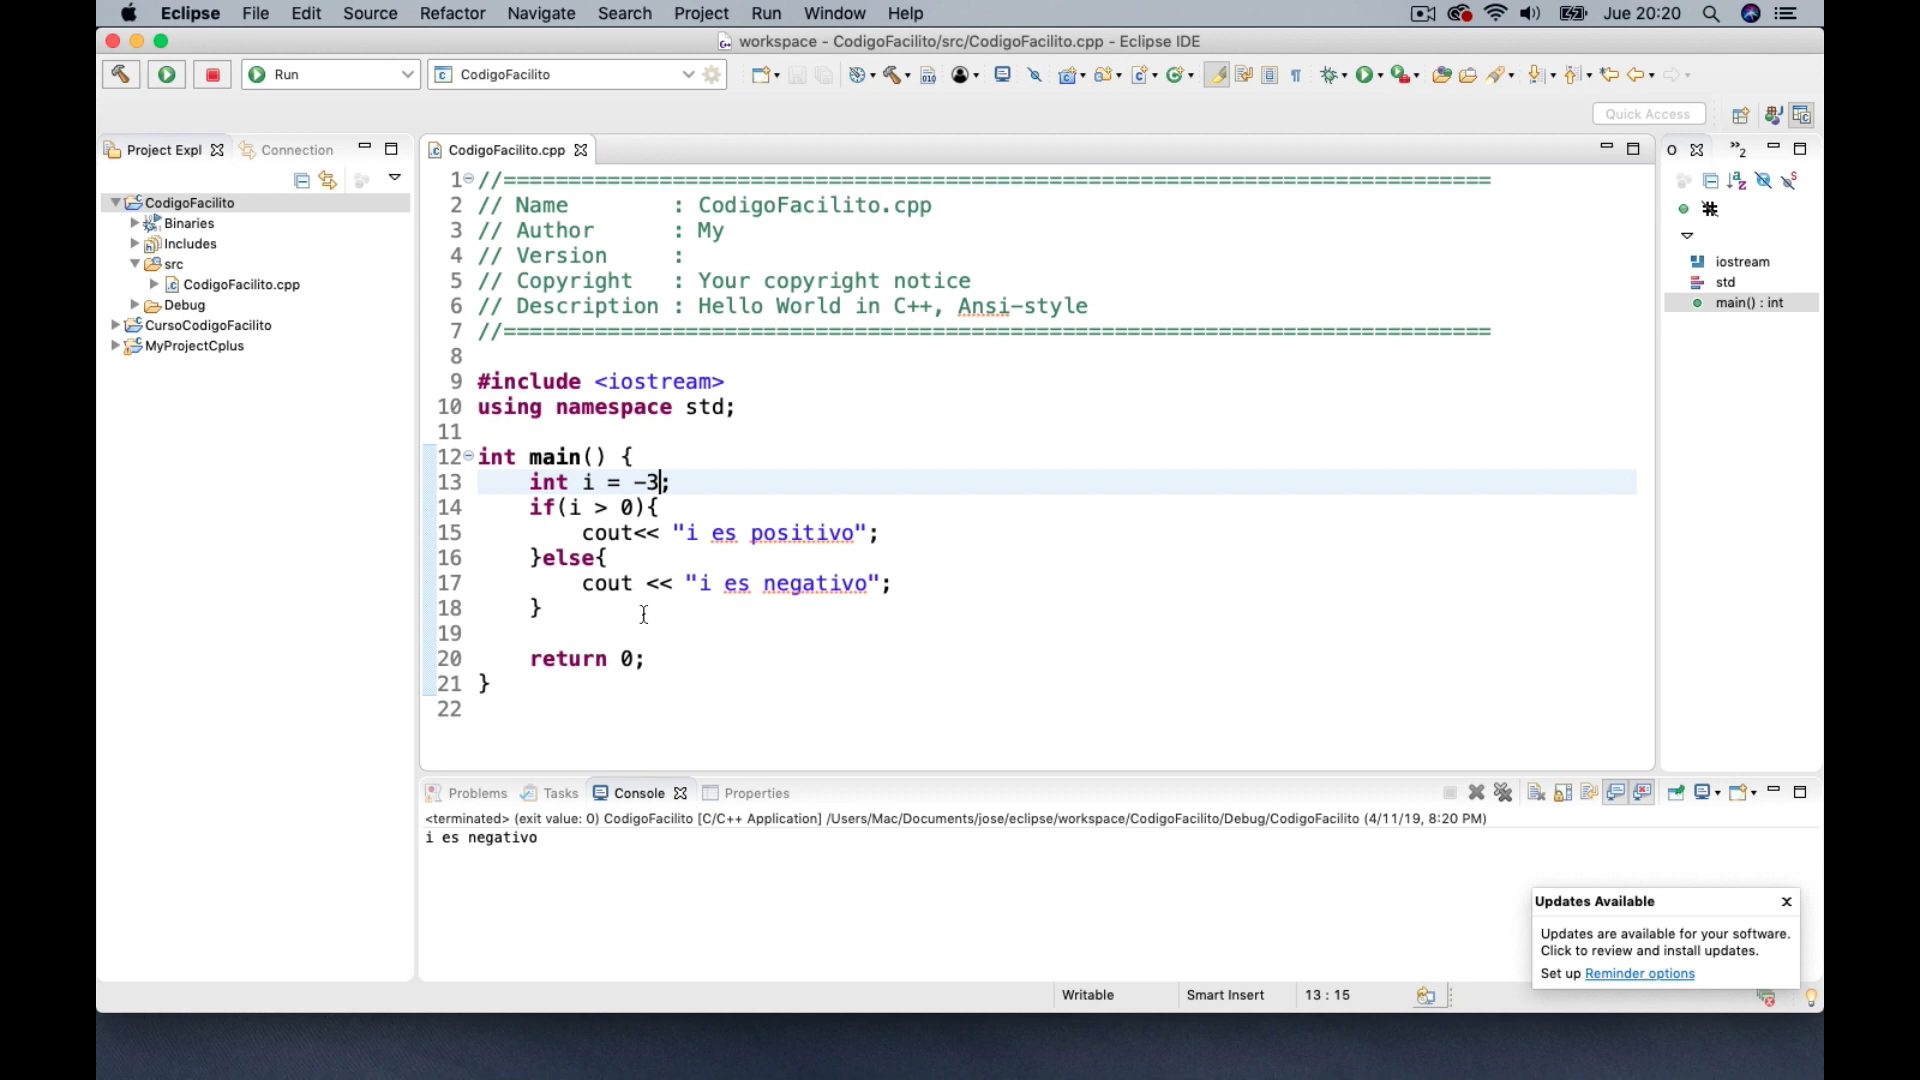 Eclipse File Edit Source Refactor Navigate Search Project Run Window Help Jue 20:20
workspace - CodigoFacilito/src/CodigoFacilito.cpp - Eclipse IDE
Run CodigoFacilito
Quick Access
Project Expl Connection
CodigoFacilito
Binaries
Includes
src
CodigoFacilito.cpp
Debug
CursoCodigoFacilito
MyProjectCplus
CodigoFacilito.cpp
1 //============================================================================
2 // Name        : CodigoFacilito.cpp
3 // Author      : My
4 // Version     :
5 // Copyright   : Your copyright notice
6 // Description : Hello World in C++, Ansi-style
7 //============================================================================
8
9 #include <iostream>
10 using namespace std;
11
12 int main() {
13     int i = -3;
14     if(i > 0){
15         cout<< "i es positivo";
16     }else{
17         cout << "i es negativo";
18     }
19
20     return 0;
21 }
22
O 2
iostream
std
main() : int
Problems Tasks Console Properties
<terminated> (exit value: 0) CodigoFacilito [C/C++ Application] /Users/Mac/Documents/jose/eclipse/workspace/CodigoFacilito/Debug/CodigoFacilito (4/11/19, 8:20 PM)
i es negativo
Updates Available
Updates are available for your software.
Click to review and install updates.
Set up Reminder options
Writable Smart Insert 13 : 15